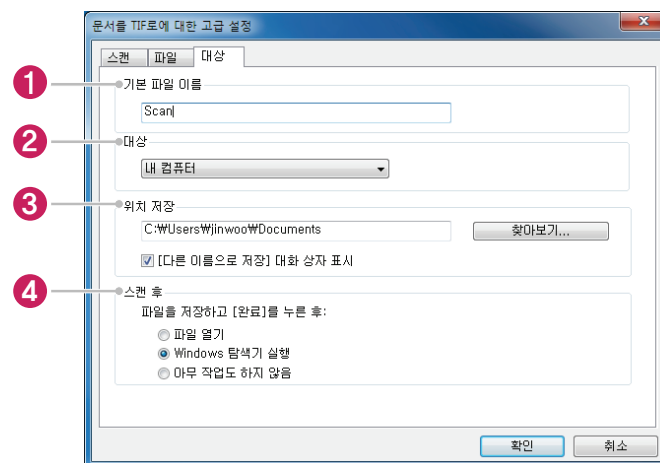 문서를 TIF로에 대한 고급 설정
스캔 파일 대상
1 기본 파일 이름
Scan
2 대상
내 컴퓨터
3 위치 저장
C:₩Users₩jinwoo₩Documents 찾아보기...
[다른 이름으로 저장] 대화 상자 표시
4 스캔 후
파일을 저장하고 [완료]를 누른 후:
파일 열기
Windows 탐색기 실행
아무 작업도 하지 않음
확인 취소